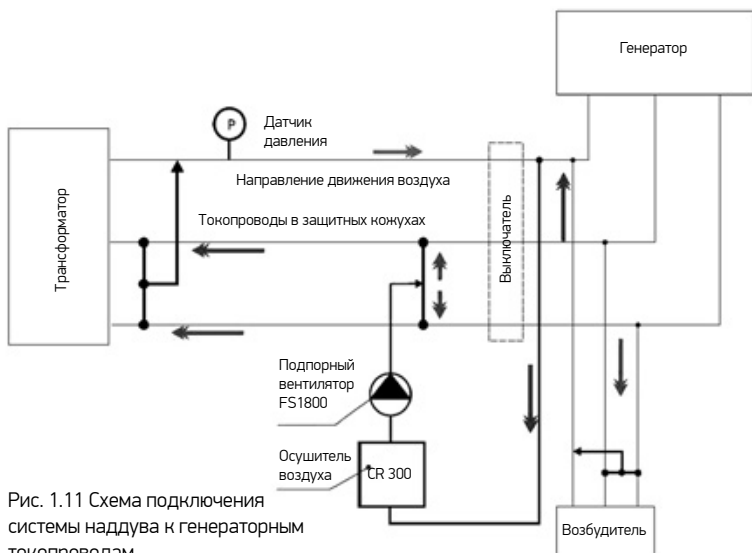 Генератор
P
Датчик
давления
Направление движения воздуха
Трансформатор
Токопроводы в защитных кожухах
Выключатель
Подпорный
вентилятор
FS1800
Осушитель
воздуха
CR 300
Возбудитель
Рис. 1.11 Схема подключения
системы наддува к генераторным
токопроводам